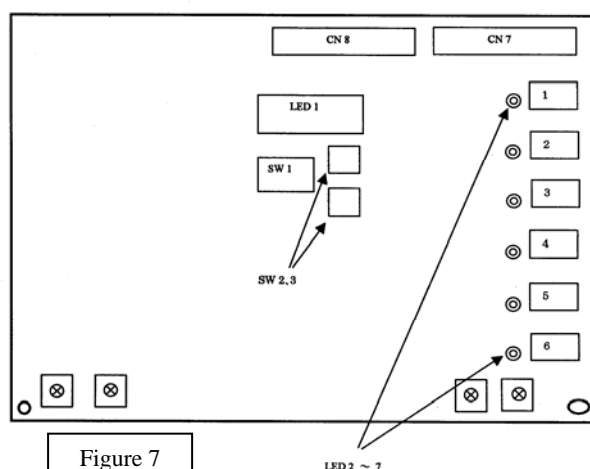 CN 8
CN 7
LED 1
1
2
SW 1
3
4
SW 2、3
5
6
Figure 7
LED 2 ～ 7